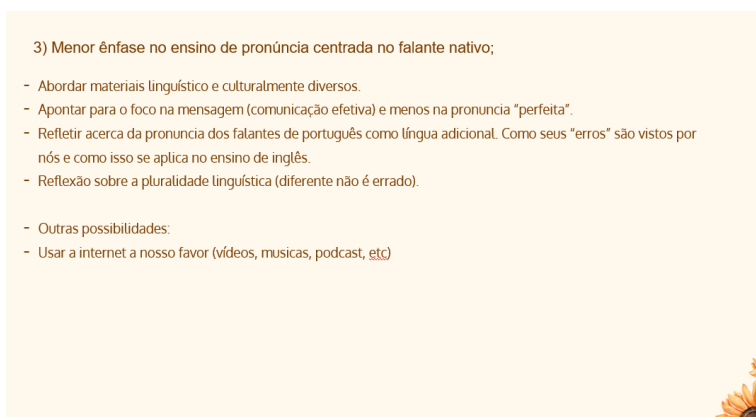 3) Menor ênfase no ensino de pronúncia centrada no falante nativo;
- Abordar materiais linguístico e culturalmente diversos.
- Apontar para o foco na mensagem (comunicação efetiva) e menos na pronuncia “perfeita”.
- Refletir acerca da pronuncia dos falantes de português como língua adicional. Como seus “erros” são vistos por
nós e como isso se aplica no ensino de inglês.
- Reflexão sobre a pluralidade linguística (diferente não é errado).
- Outras possibilidades:
- Usar a internet a nosso favor (vídeos, musicas, podcast, etc)